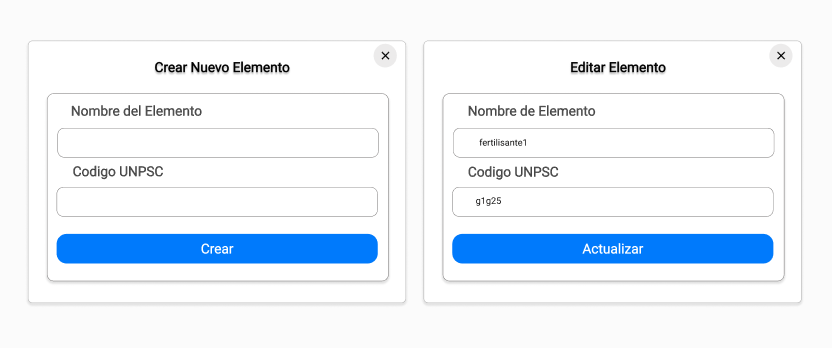 Crear Nuevo Elemento
Nombre del Elemento
Codigo UNPSC
Crear
Editar Elemento
Nombre de Elemento
fertilisante1
Codigo UNPSC
g1g25
Actualizar